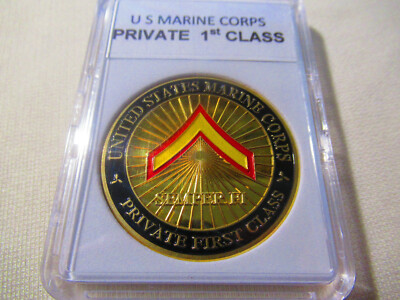 U S MARINE CORPS
PRIVATE 1st CLASS
UNITED STATES MARINE CORPS
SEMPER FI
PRIVATE FIRST CLASS